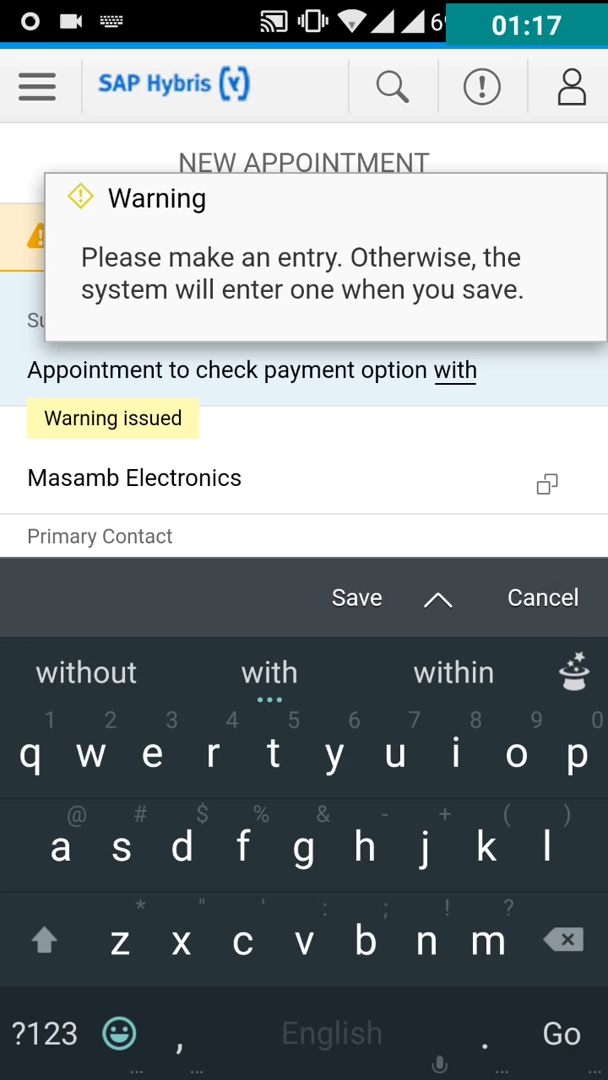 6
01:17
SAP Hybris (Y)
NEW APPOINTMENT
Warning
Please make an entry. Otherwise, the
system will enter one when you save.
Appointment to check payment option with
Warning issued
Masamb Electronics
Primary Contact
Save Cancel
without with within
1 2 3 4 5 6 7 8 9 0
q w e r t y u i o p
@ # $ % & - + ( )
a s d f g h j k l
* " ' : ; ! ?
z x c v b n m
?123 , English . Go